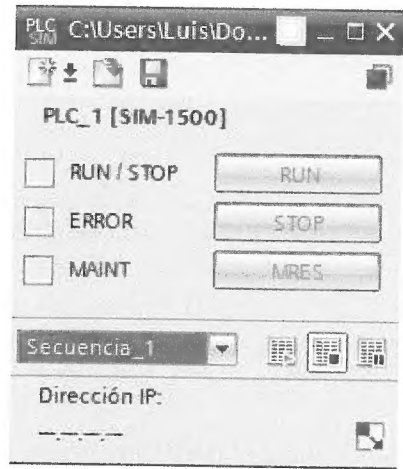 PLC SIM C:\Users\Luis\Do...
PLC_1 [SIM-1500]
RUN / STOP RUN
ERROR STOP
MAINT MRES
Secuencia_1
Dirección IP:
_._._._